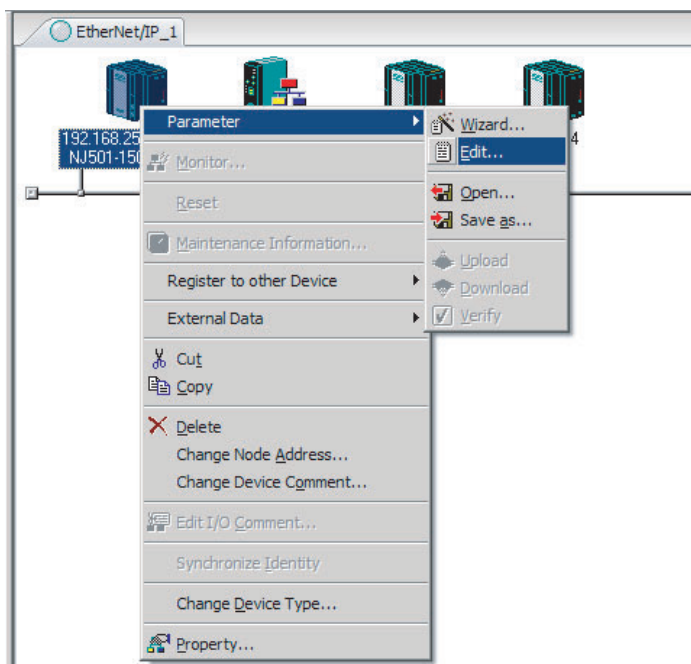 EtherNet/IP_1
192.168.25
NJ501-150
4
Parameter
Monitor...
Reset
Maintenance Information...
Register to other Device
External Data
Cut
Copy
Delete
Change Node Address...
Change Device Comment...
Edit I/O Comment...
Synchronize Identity
Change Device Type...
Property...
Wizard...
Edit...
Open...
Save as...
Upload
Download
Verify